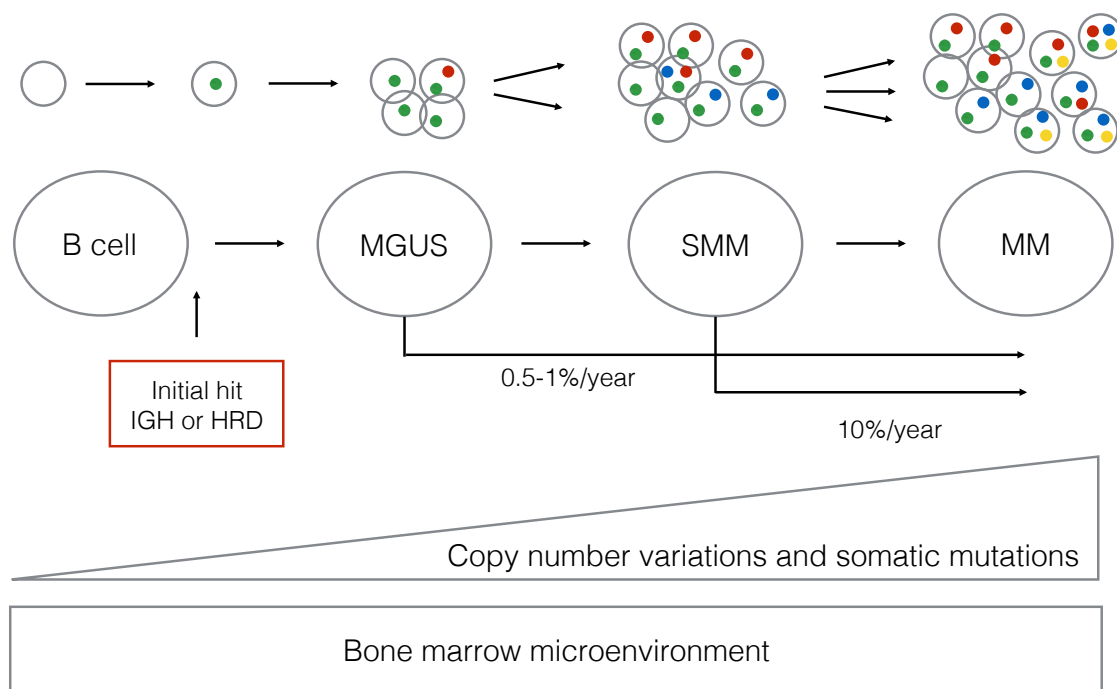 B cell
MGUS
SMM
MM
Initial hit
IGH or HRD
0.5-1%/year
10%/year
Copy number variations and somatic mutations
Bone marrow microenvironment